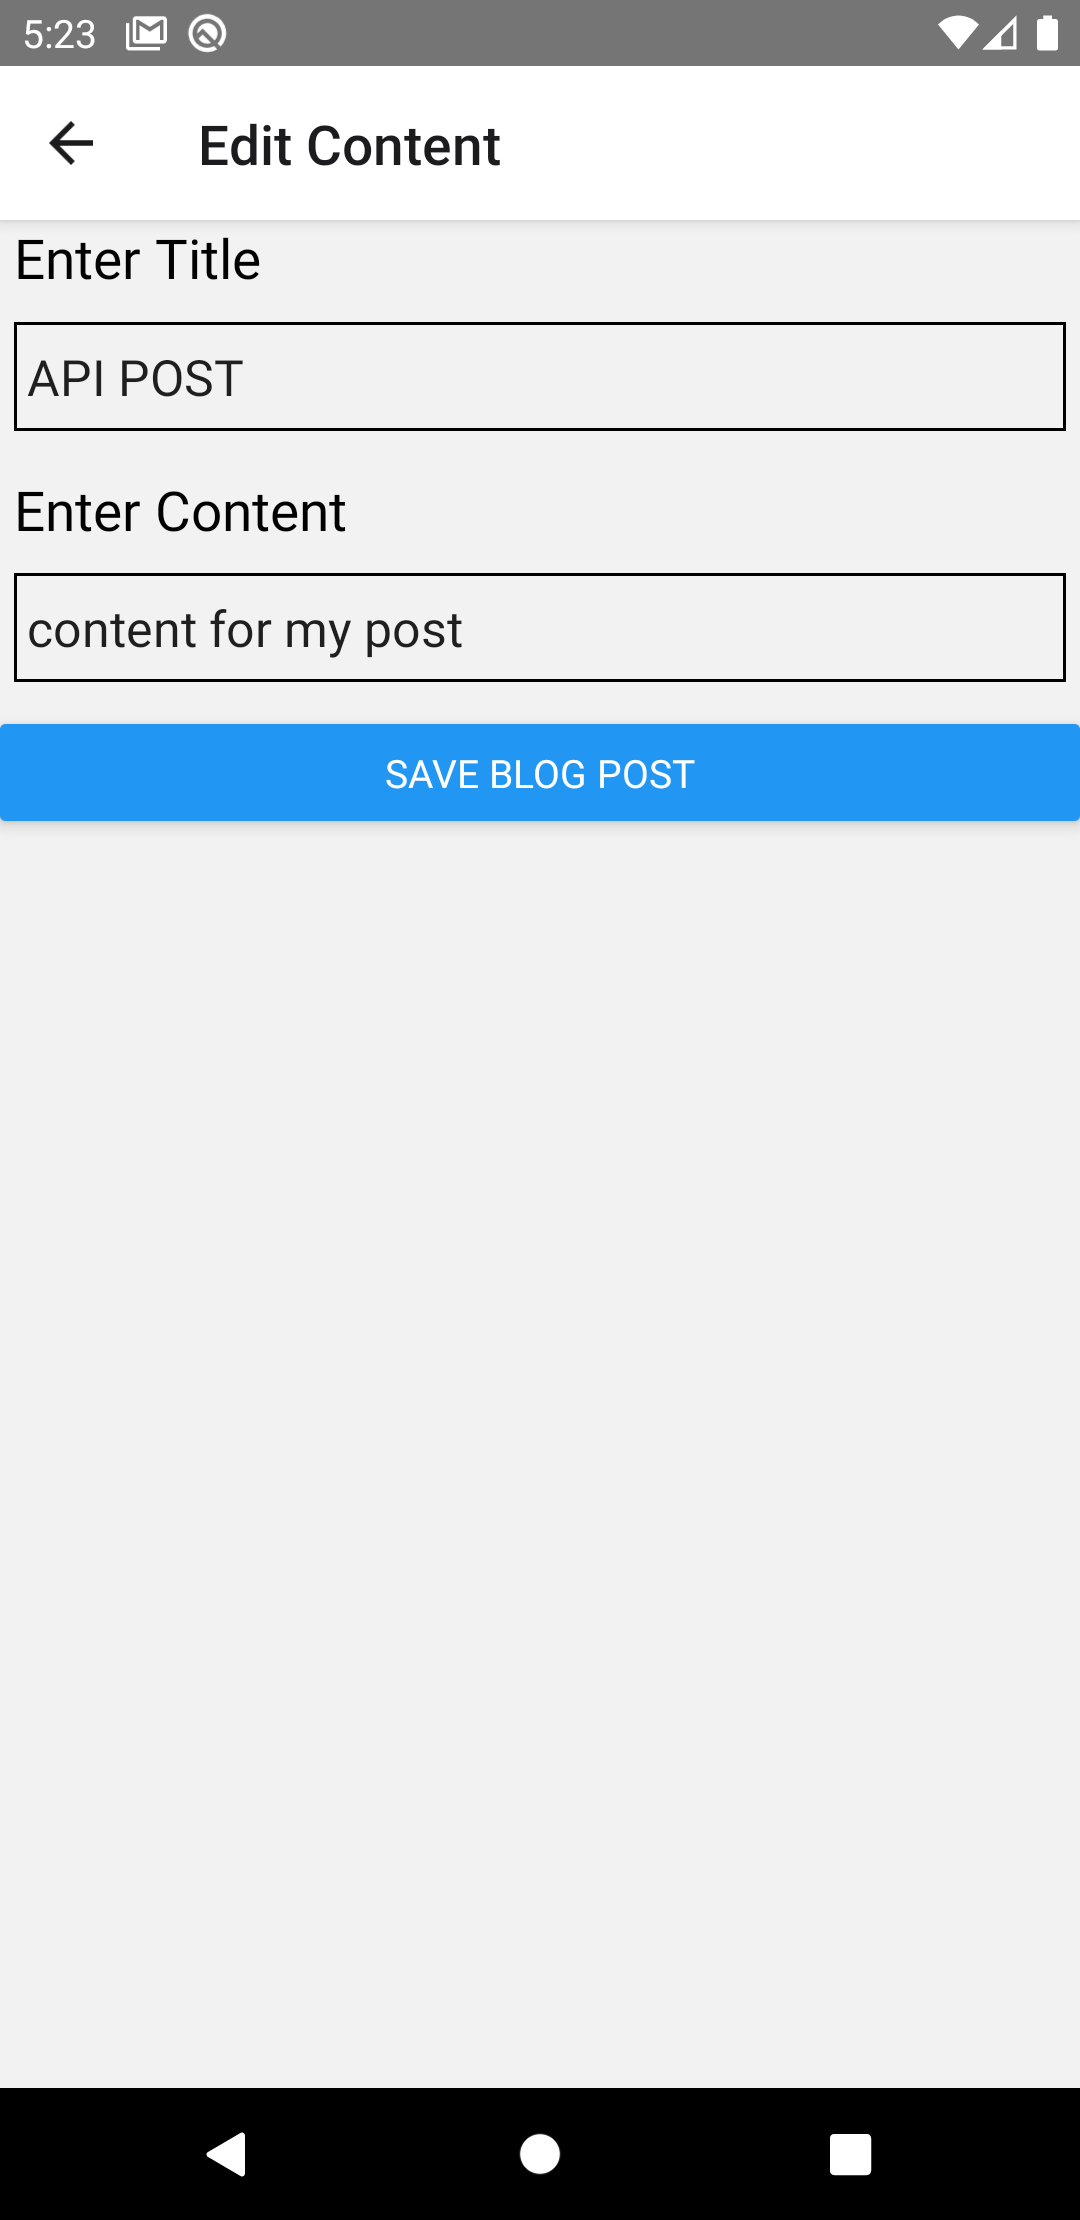 5:23
Edit Content
Enter Title
API POST
Enter Content
content for my post
SAVE BLOG POST